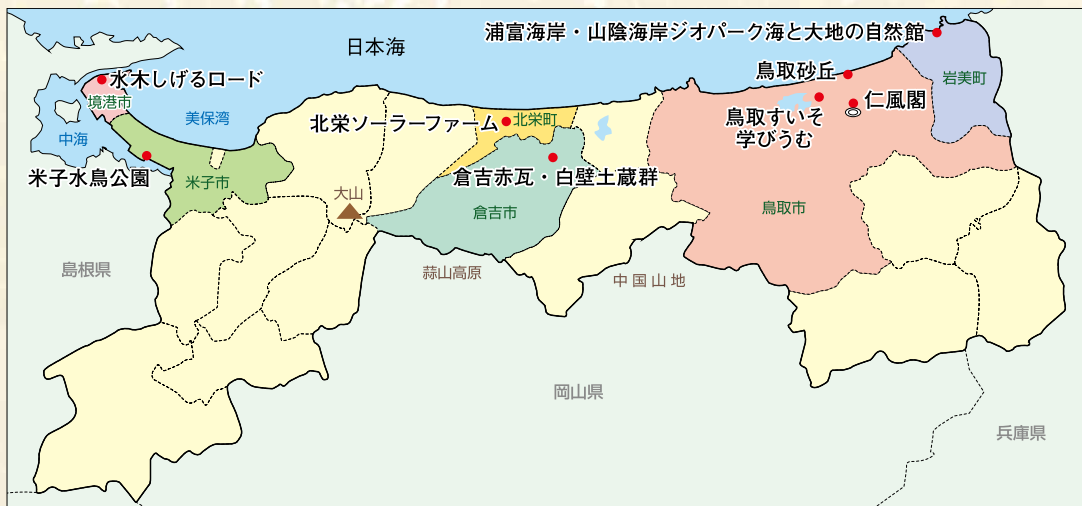 浦富海岸・山陰海岸ジオパーク海と大地の自然館
日本海
水木しげるロード
境港市
美保湾
中海
米子水鳥公園
米子市
大山
北栄ソーラーファーム
北栄町
倉吉赤瓦・白壁土蔵群
倉吉市
鳥取砂丘
仁風閣
鳥取すいそ
学びうむ
岩美町
鳥取市
島根県
蒜山高原
中国山地
岡山県
兵庫県